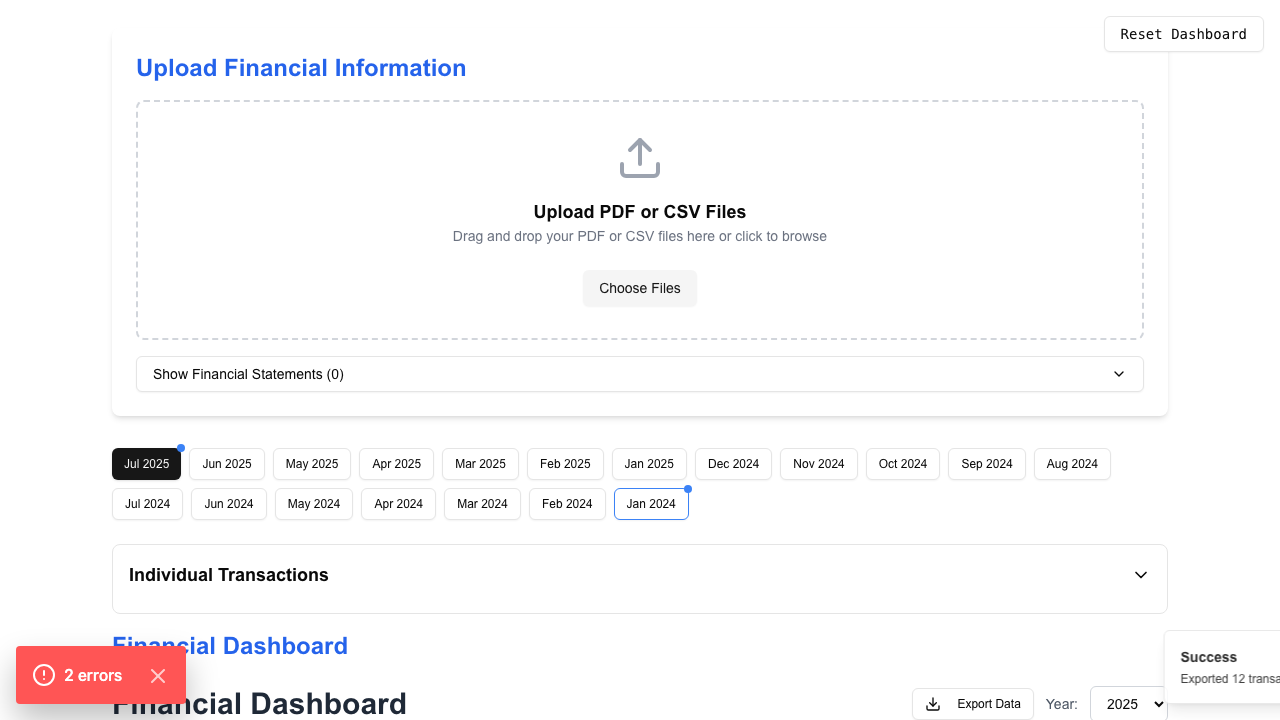 Reset Dashboard
Upload Financial Information
Upload PDF or CSV Files
Drag and drop your PDF or CSV files here or click to browse
Choose Files
Show Financial Statements (0)
Jul 2025 Jun 2025 May 2025 Apr 2025 Mar 2025 Feb 2025 Jan 2025 Dec 2024 Nov 2024 Oct 2024 Sep 2024 Aug 2024
Jul 2024 Jun 2024 May 2024 Apr 2024 Mar 2024 Feb 2024 Jan 2024
Individual Transactions
Financial Dashboard
2 errors
Success
Exported 12 transa
Financial Dashboard
Export Data Year: 2025